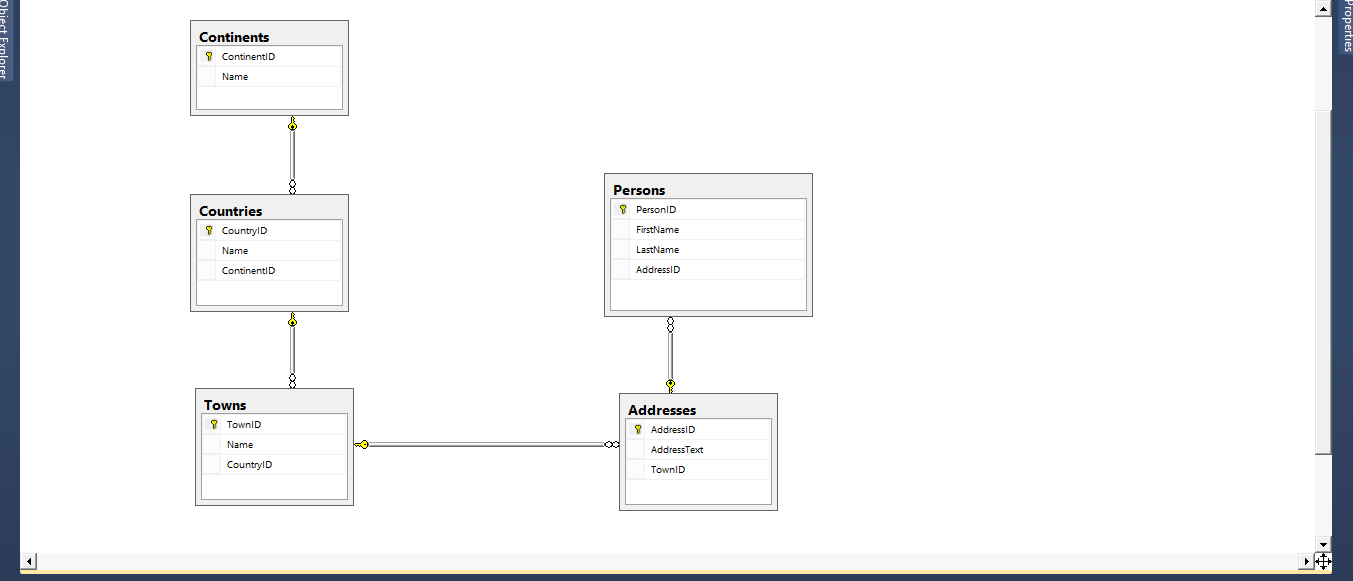 Object Explorer
Properties
Continents
ContinentID
Name
Countries
CountryID
Name
ContinentID
Persons
PersonID
FirstName
LastName
AddressID
Towns
TownID
Name
CountryID
Addresses
AddressID
AddressText
TownID